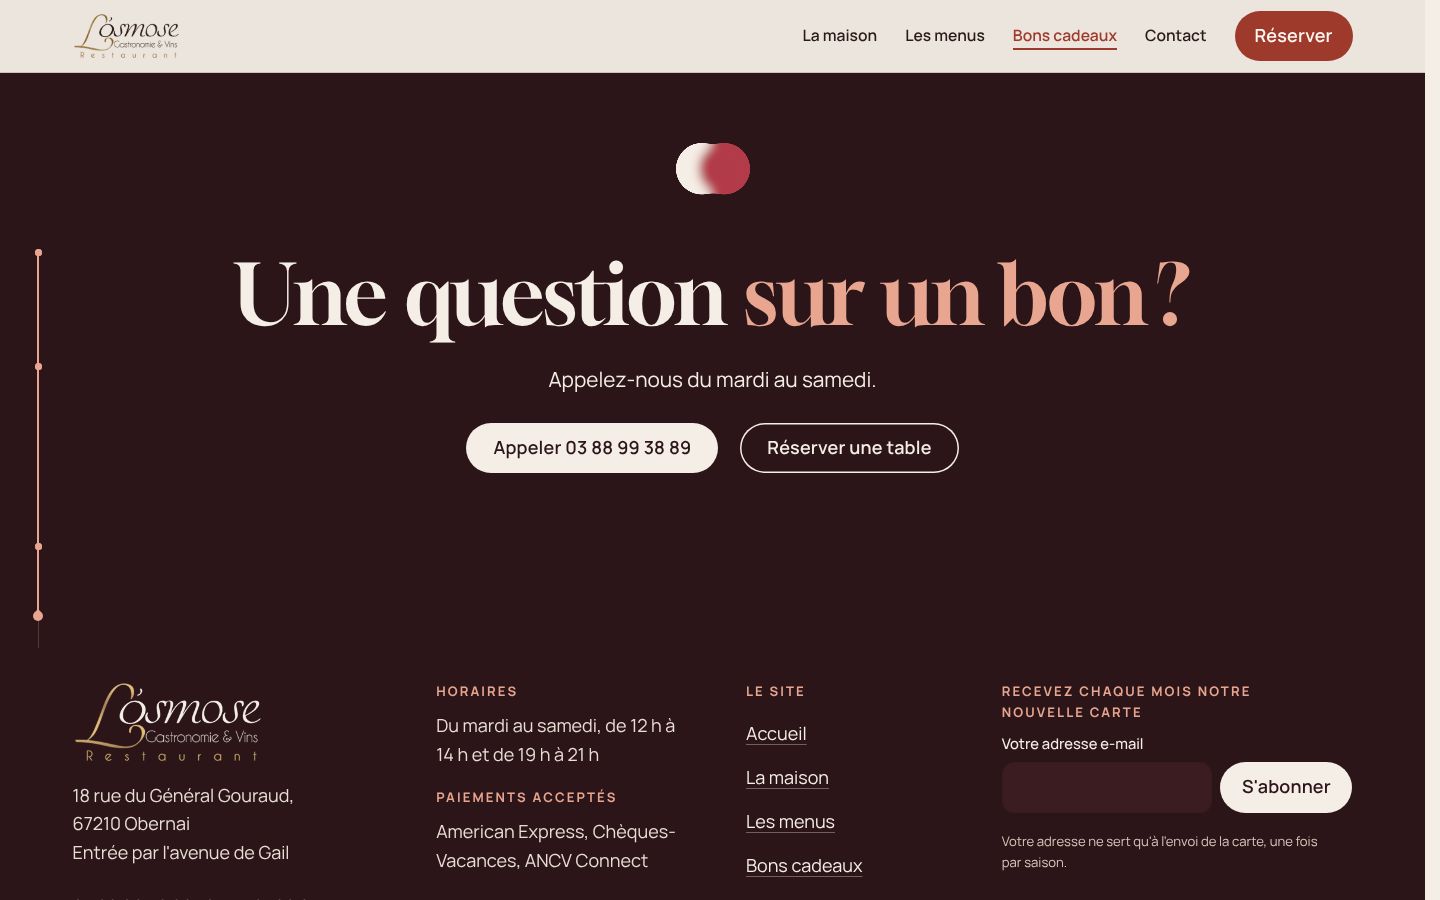 L'osmose
Gastronomie & Vins
Restaurant
La maison
Les menus
Bons cadeaux
Contact
Réserver
Une question sur un bon ?
Appelez-nous du mardi au samedi.
Appeler 03 88 99 38 89
Réserver une table
L'osmose
Gastronomie & Vins
Restaurant
18 rue du Général Gouraud,
67210 Obernai
Entrée par l'avenue de Gail
HORAIRES
Du mardi au samedi, de 12 h à
14 h et de 19 h à 21 h
PAIEMENTS ACCEPTÉS
American Express, Chèques-
Vacances, ANCV Connect
LE SITE
Accueil
La maison
Les menus
Bons cadeaux
RECEVEZ CHAQUE MOIS NOTRE
NOUVELLE CARTE
Votre adresse e-mail
S'abonner
Votre adresse ne sert qu'à l'envoi de la carte, une fois
par saison.